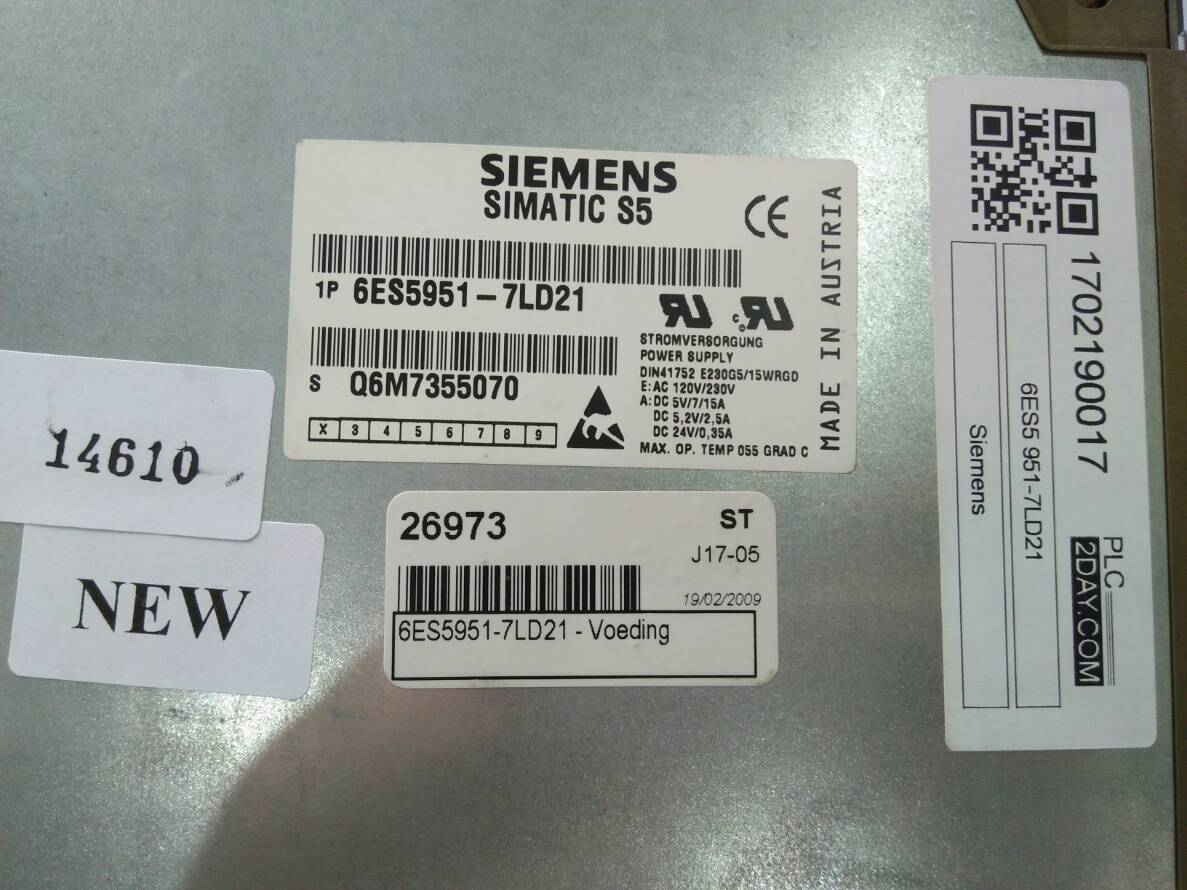 SIEMENS
SIMATIC S5
CE
1P 6ES5951-7LD21
STROMVERSORGUNG
POWER SUPPLY
DIN41752 E230G5/15WRGD
E: AC 120V/230V
A: DC 5V/7/15A
DC 5,2V/2,5A
DC 24V/0,35A
MAX. OP. TEMP 055 GRAD C
S Q6M7355070
X 3 4 5 6 7 8 9
MADE IN AUSTRIA
14610
NEW
26973 ST
J17-05
19/02/2009
6ES5951-7LD21 - Voeding
1702190017
6ES5 951-7LD21
Siemens
PLC
2DAY.COM